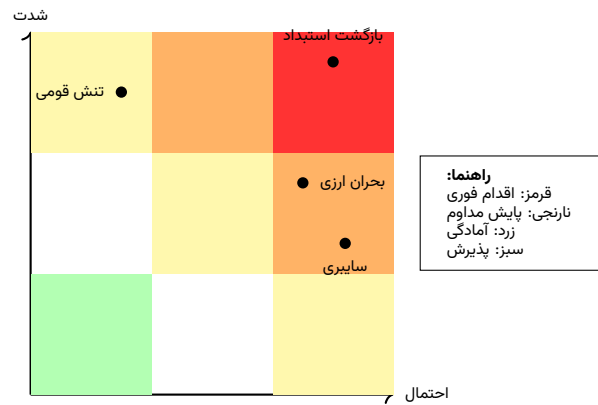 شدت
بازگشت استبداد
تنش قومی
بحران ارزی
سایبری
راهنما:
قرمز: اقدام فوری
نارنجی: پایش مداوم
زرد: آمادگی
سبز: پذیرش
احتمال